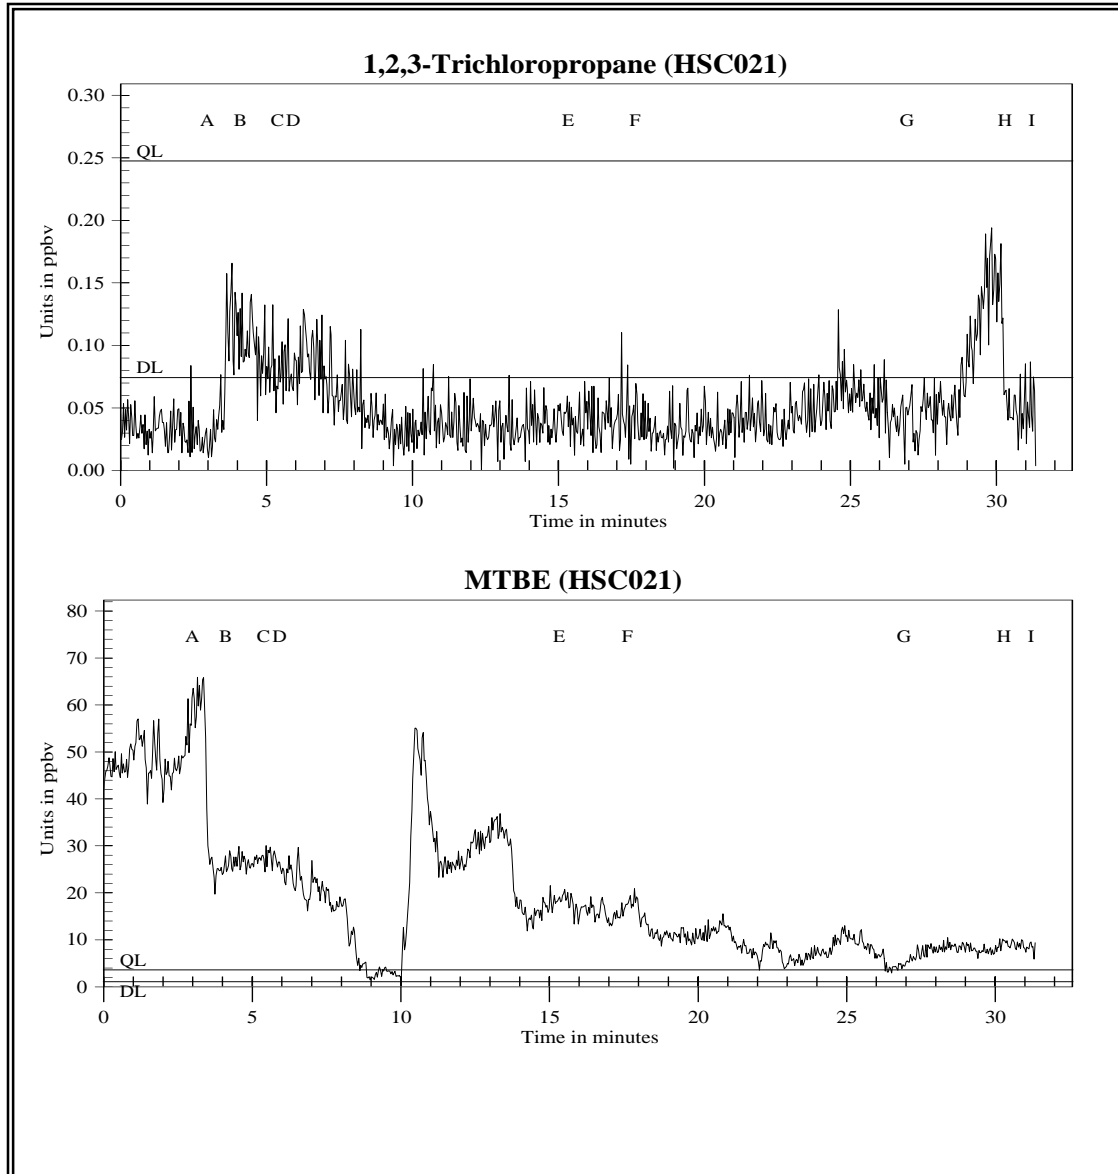 1,2,3-Trichloropropane (HSC021)
0.30
A B C D E F G H I
QL
0.25
0.20
Units in ppbv
0.15
0.10
DL
0.05
0.00
0 5 10 15 20 25 30
Time in minutes
MTBE (HSC021)
80
A B C D E F G H I
70
60
50
Units in ppbv
40
30
20
10
QL
0
DL
0 5 10 15 20 25 30
Time in minutes